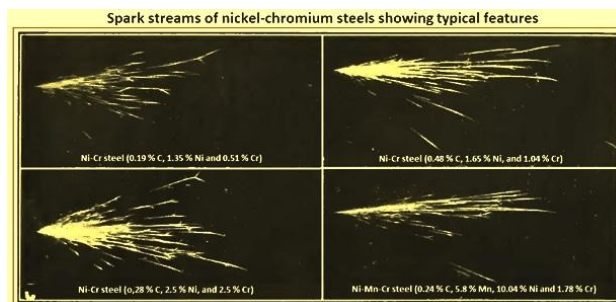 Spark streams of nickel-chromium steels showing typical features
Ni-Cr steel (0.19 % C, 1.35 % Ni and 0.51 % Cr)
Ni-Cr steel (0.48 % C, 1.65 % Ni, and 1.04 % Cr)
Ni-Cr steel (o,28 % C, 2.5 % Ni, and 2.5 % Cr)
Ni-Mn-Cr steel (0.24 % C, 5.8 % Mn, 10.04 % Ni and 1.78 % Cr)